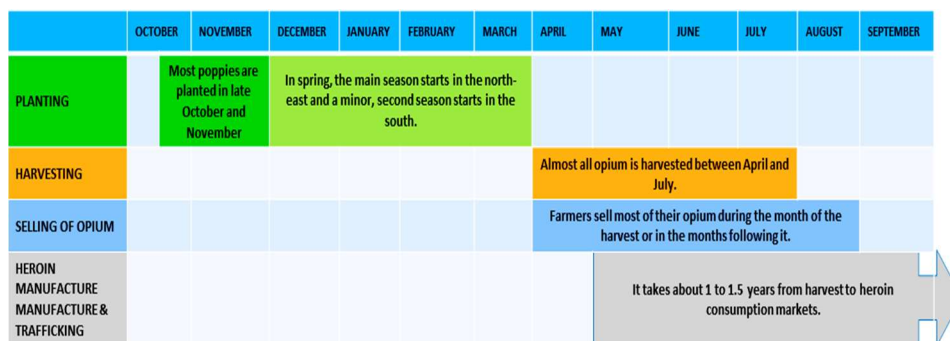 OCTOBER NOVEMBER DECEMBER JANUARY FEBRUARY MARCH APRIL MAY JUNE JULY AUGUST SEPTEMBER
PLANTING
Most poppies are
planted in late
October and
November
In spring, the main season starts in the north-
east and a minor, second season starts in the
south.
HARVESTING
Almost all opium is harvested between April and
July.
SELLING OF OPIUM
Farmers sell most of their opium during the month of the
harvest or in the months following it.
HEROIN
MANUFACTURE
MANUFACTURE &
TRAFFICKING
It takes about 1 to 1.5 years from harvest to heroin
consumption markets.